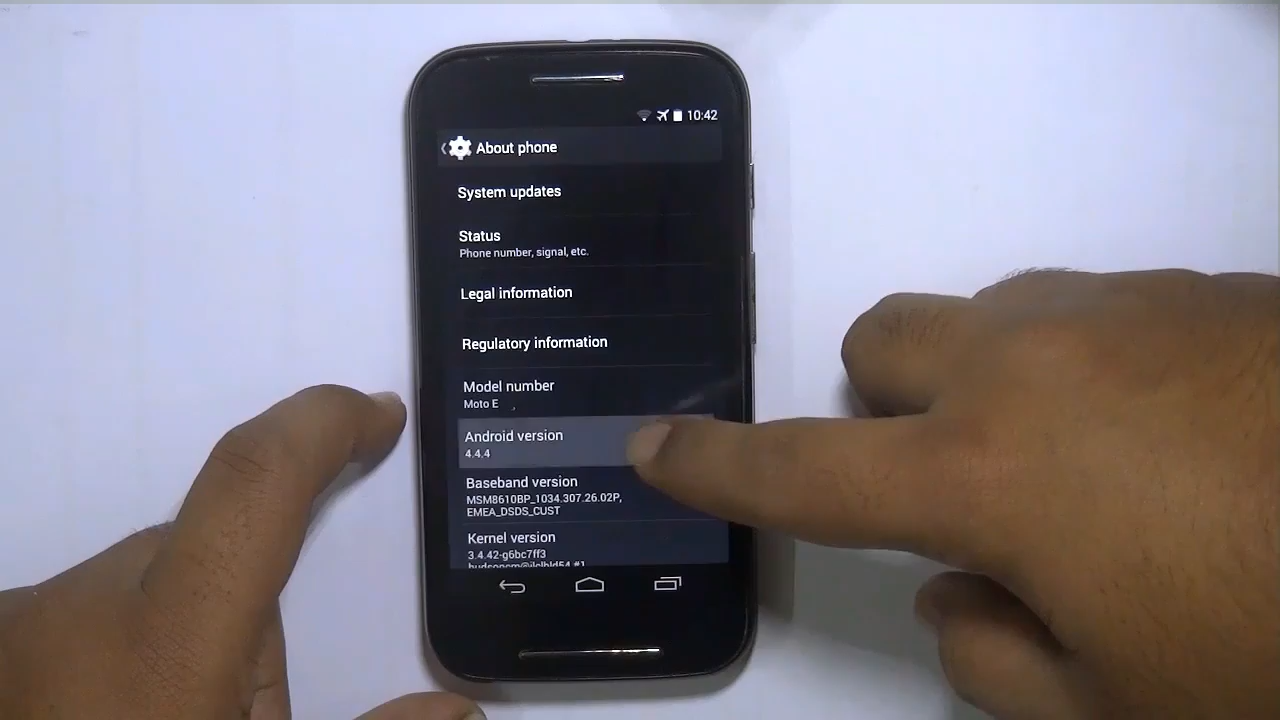 10:42
About phone
System updates
Status
Phone number, signal, etc.
Legal information
Regulatory information
Model number
Moto E
Android version
4.4.4
Baseband version
MSM8610BP_1034.307.26.02P,
EMEA_DSDS_CUST
Kernel version
3.4.42-g6bc7ff3